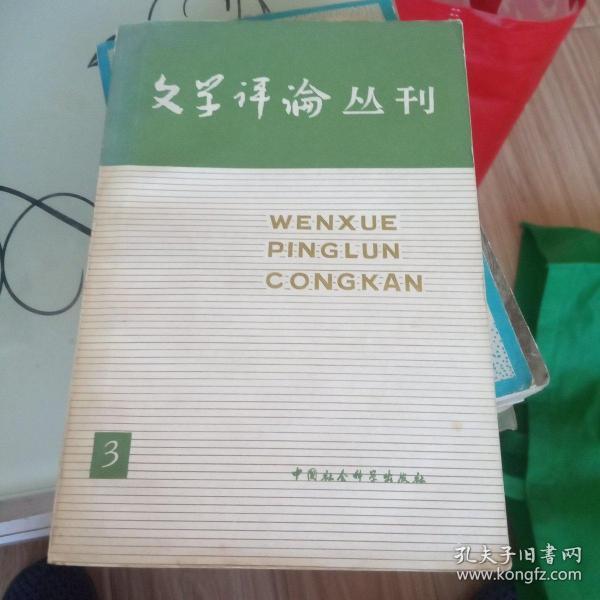 文学评论丛刊
WENXUE
PINGLUN
CONGKAN
3
中国社会科学出版社
孔夫子旧書网
www.kongfz.com